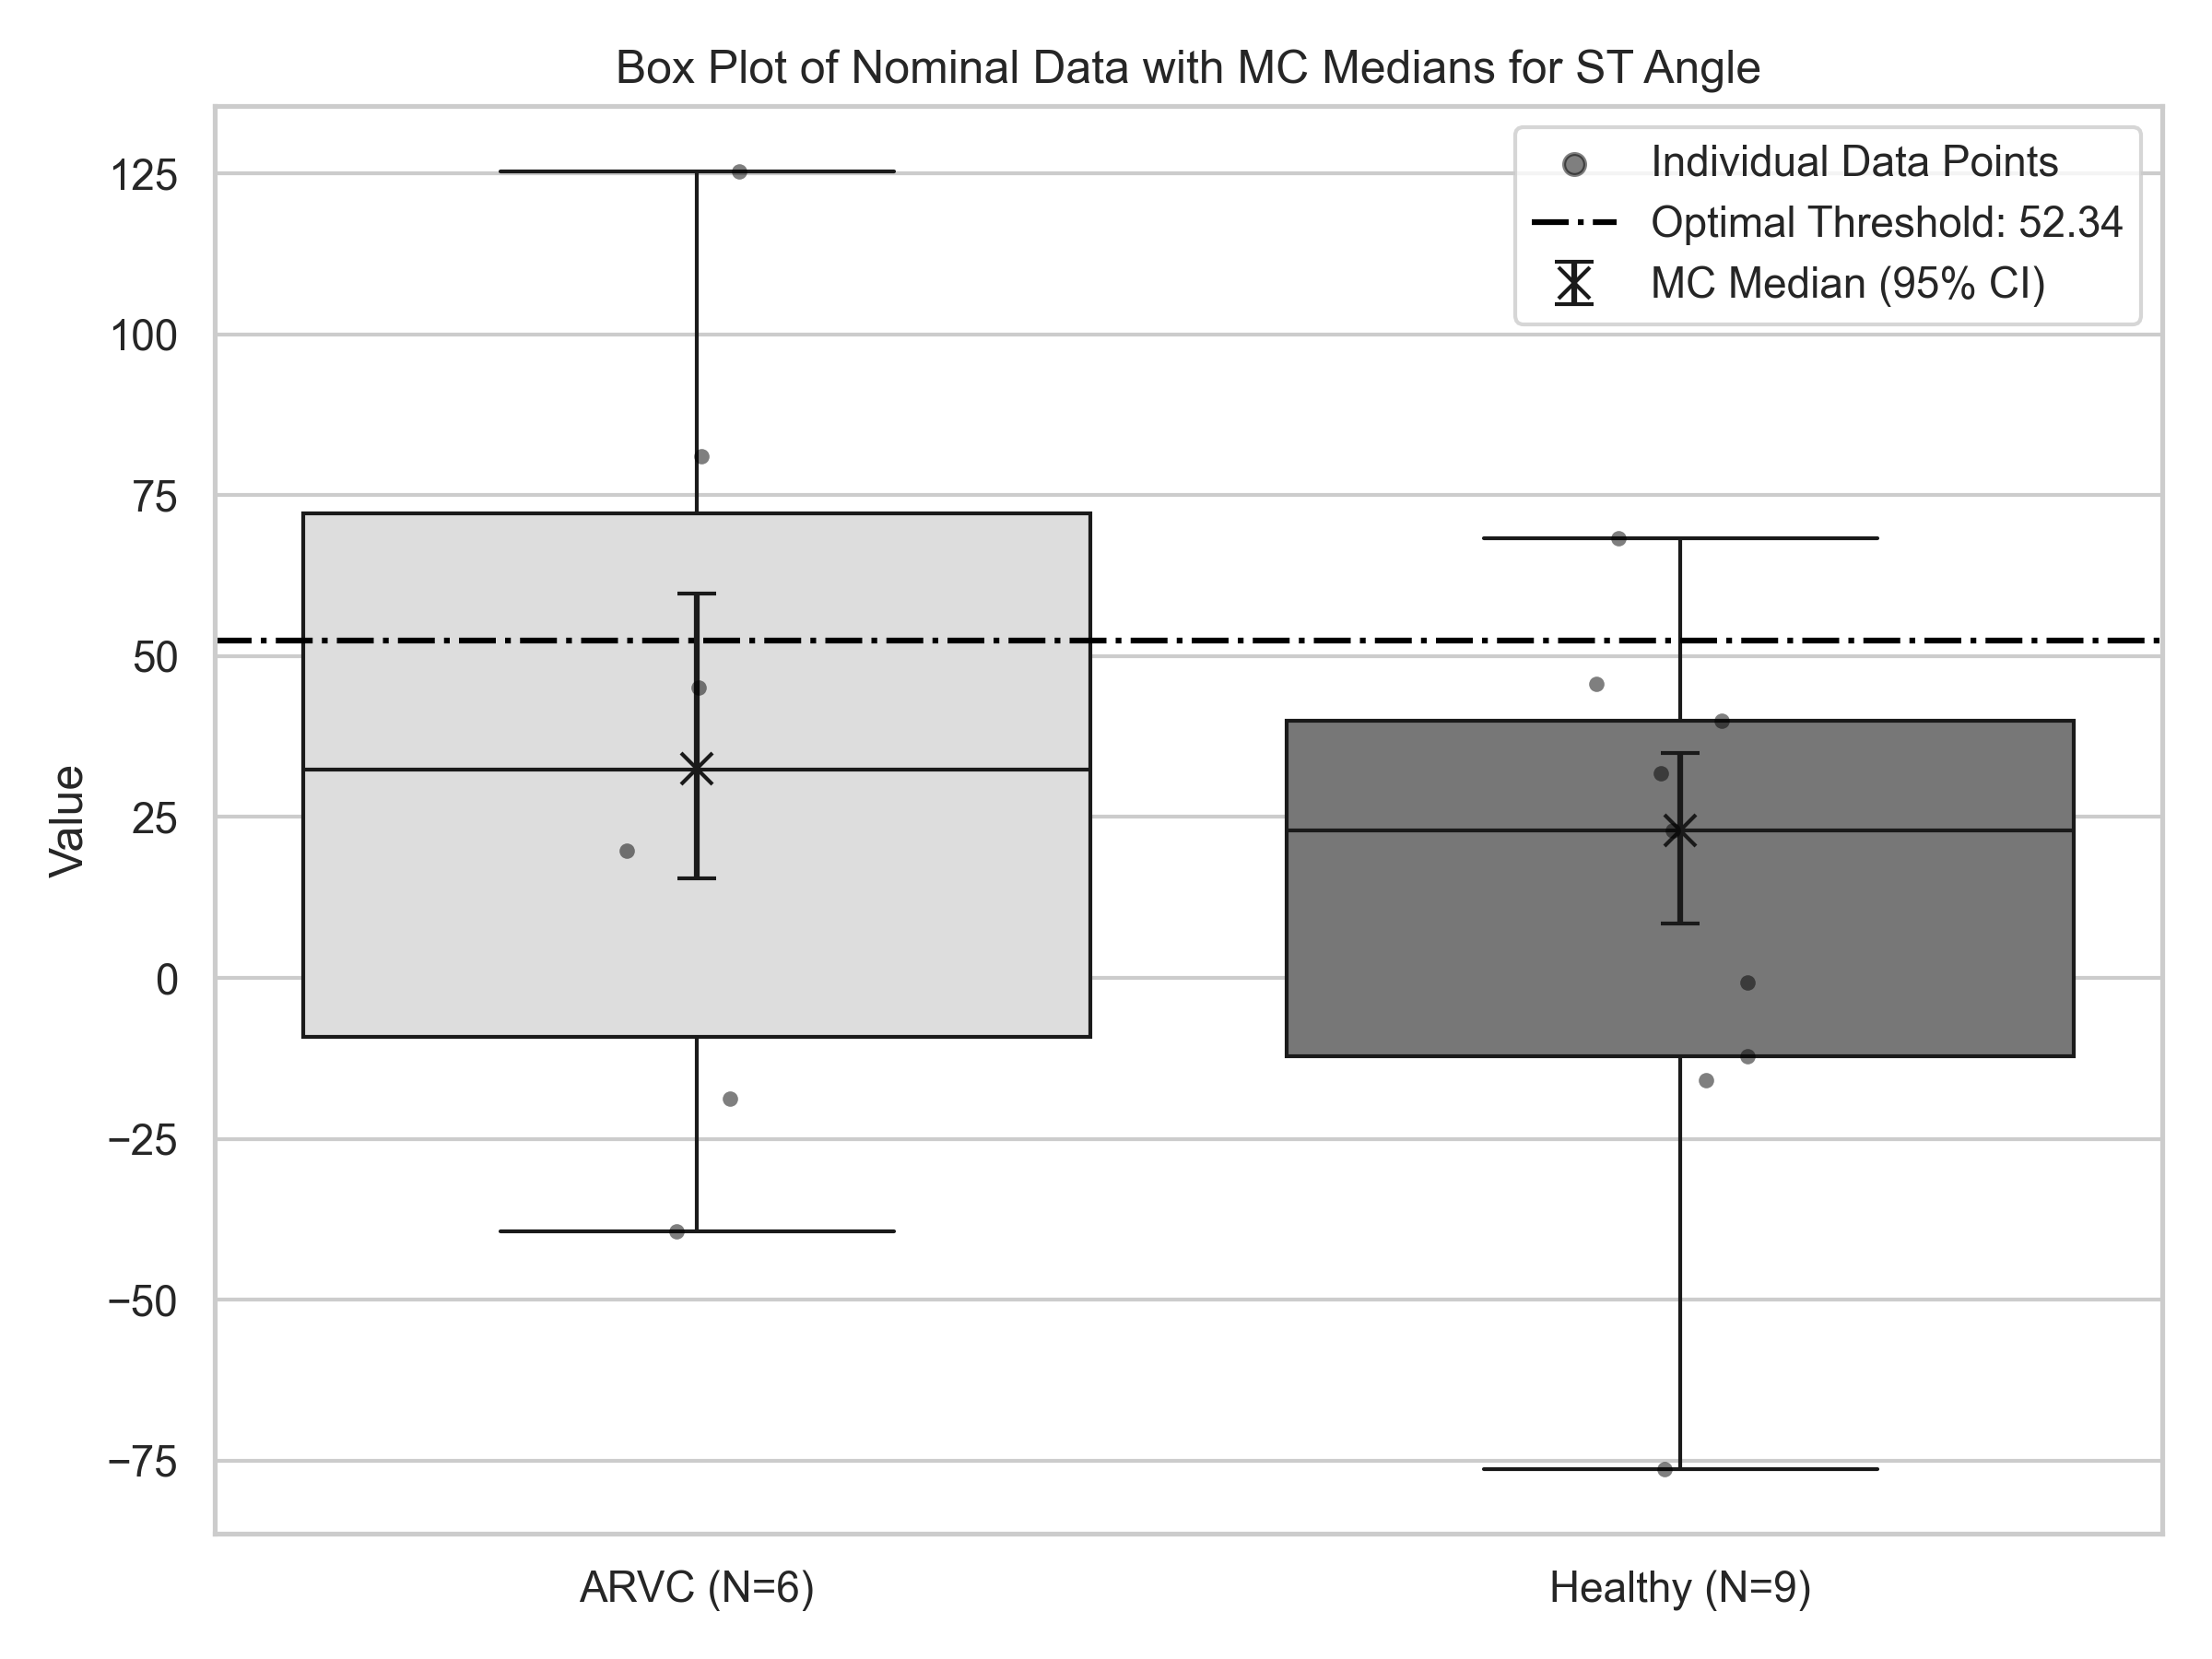 Box Plot of Nominal Data with MC Medians for ST Angle
Individual Data Points
Optimal Threshold: 52.34
MC Median (95% CI)
Value
125
100
75
50
25
0
−25
−50
−75
ARVC (N=6)
Healthy (N=9)